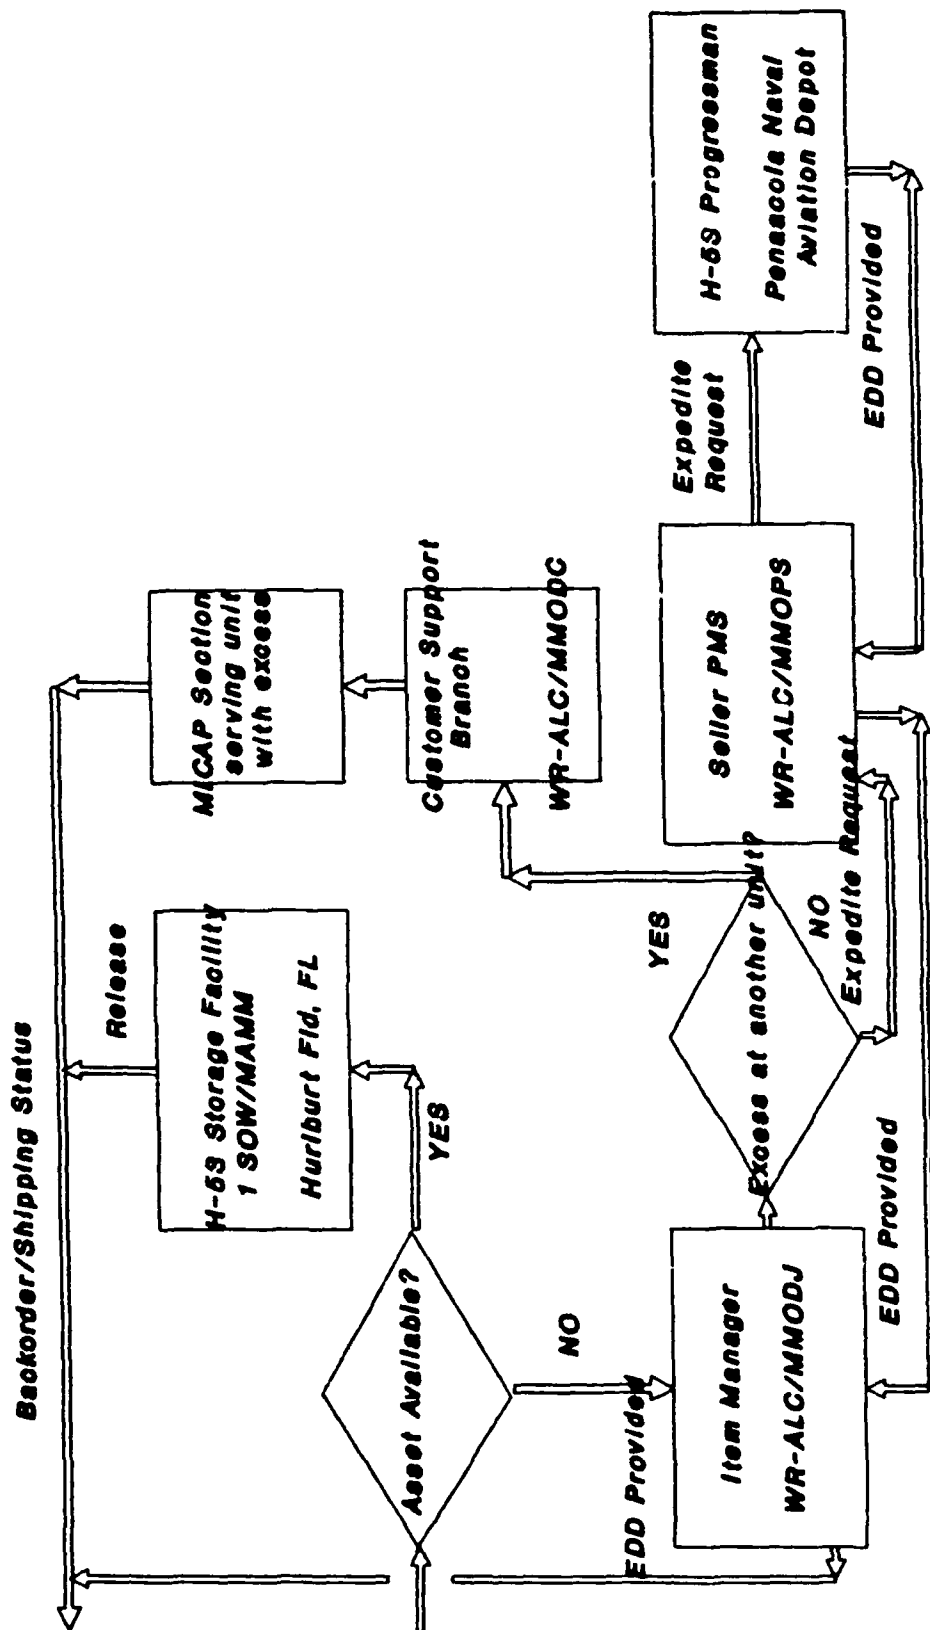 Backorder/Shipping Status
Release
H-53 Storage Facility
1 SOW/MAMM
Hurlburt Fld, FL
MICAP Section
serving unit
with excess
Asset Available?
YES
Customer Support
Branch
WR-ALC/MMODC
NO
YES
EDD Provided
Item Manager
WR-ALC/MMODJ
Excess at another unit?
NO
Expedite Request
Seller PMS
WR-ALC/MMOPS
Expedite
Request
H-53 Progressman
Pensacola Naval
Aviation Depot
EDD Provided
EDD Provided